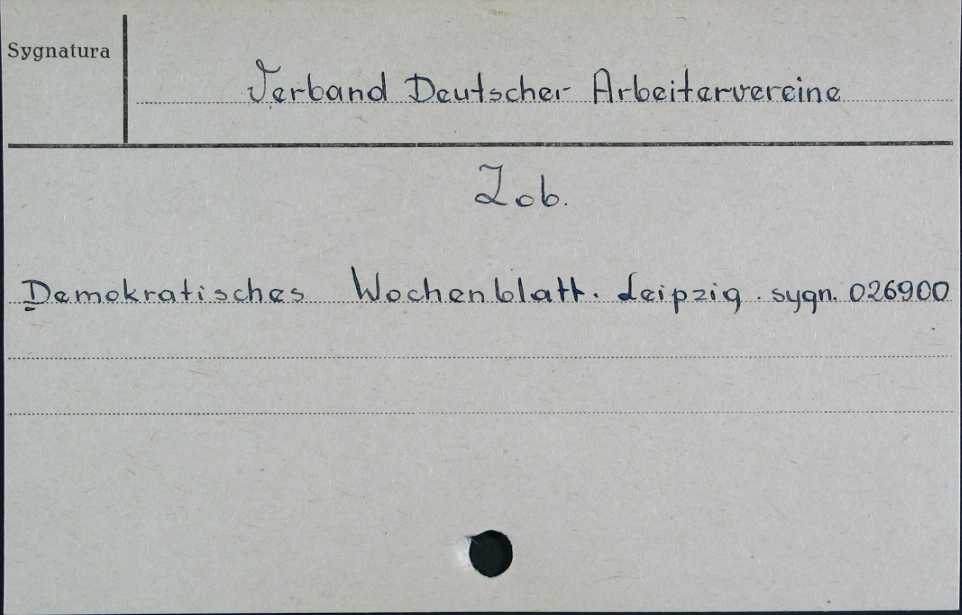 Sygnatura
Verband Deutscher Arbeitervereine
Zob.
Demokratisches Wochenblatt. Leipzig. sygn. 026900